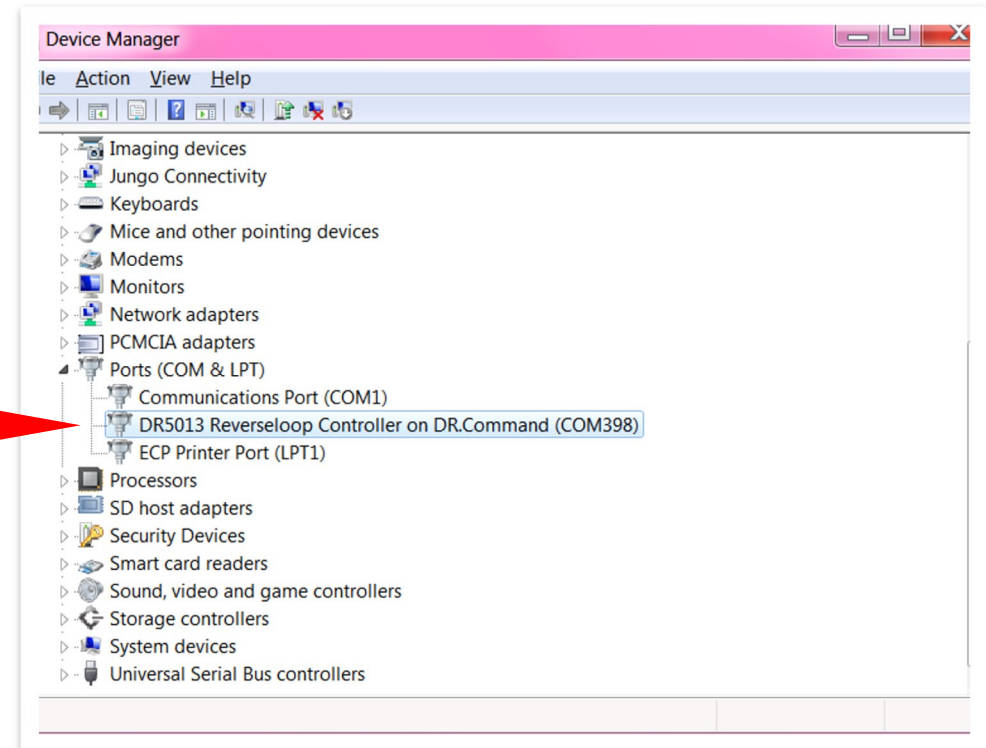 Device Manager
le Action View Help
Imaging devices
Jungo Connectivity
Keyboards
Mice and other pointing devices
Modems
Monitors
Network adapters
PCMCIA adapters
Ports (COM & LPT)
Communications Port (COM1)
DR5013 Reverseloop Controller on DR.Command (COM398)
ECP Printer Port (LPT1)
Processors
SD host adapters
Security Devices
Smart card readers
Sound, video and game controllers
Storage controllers
System devices
Universal Serial Bus controllers